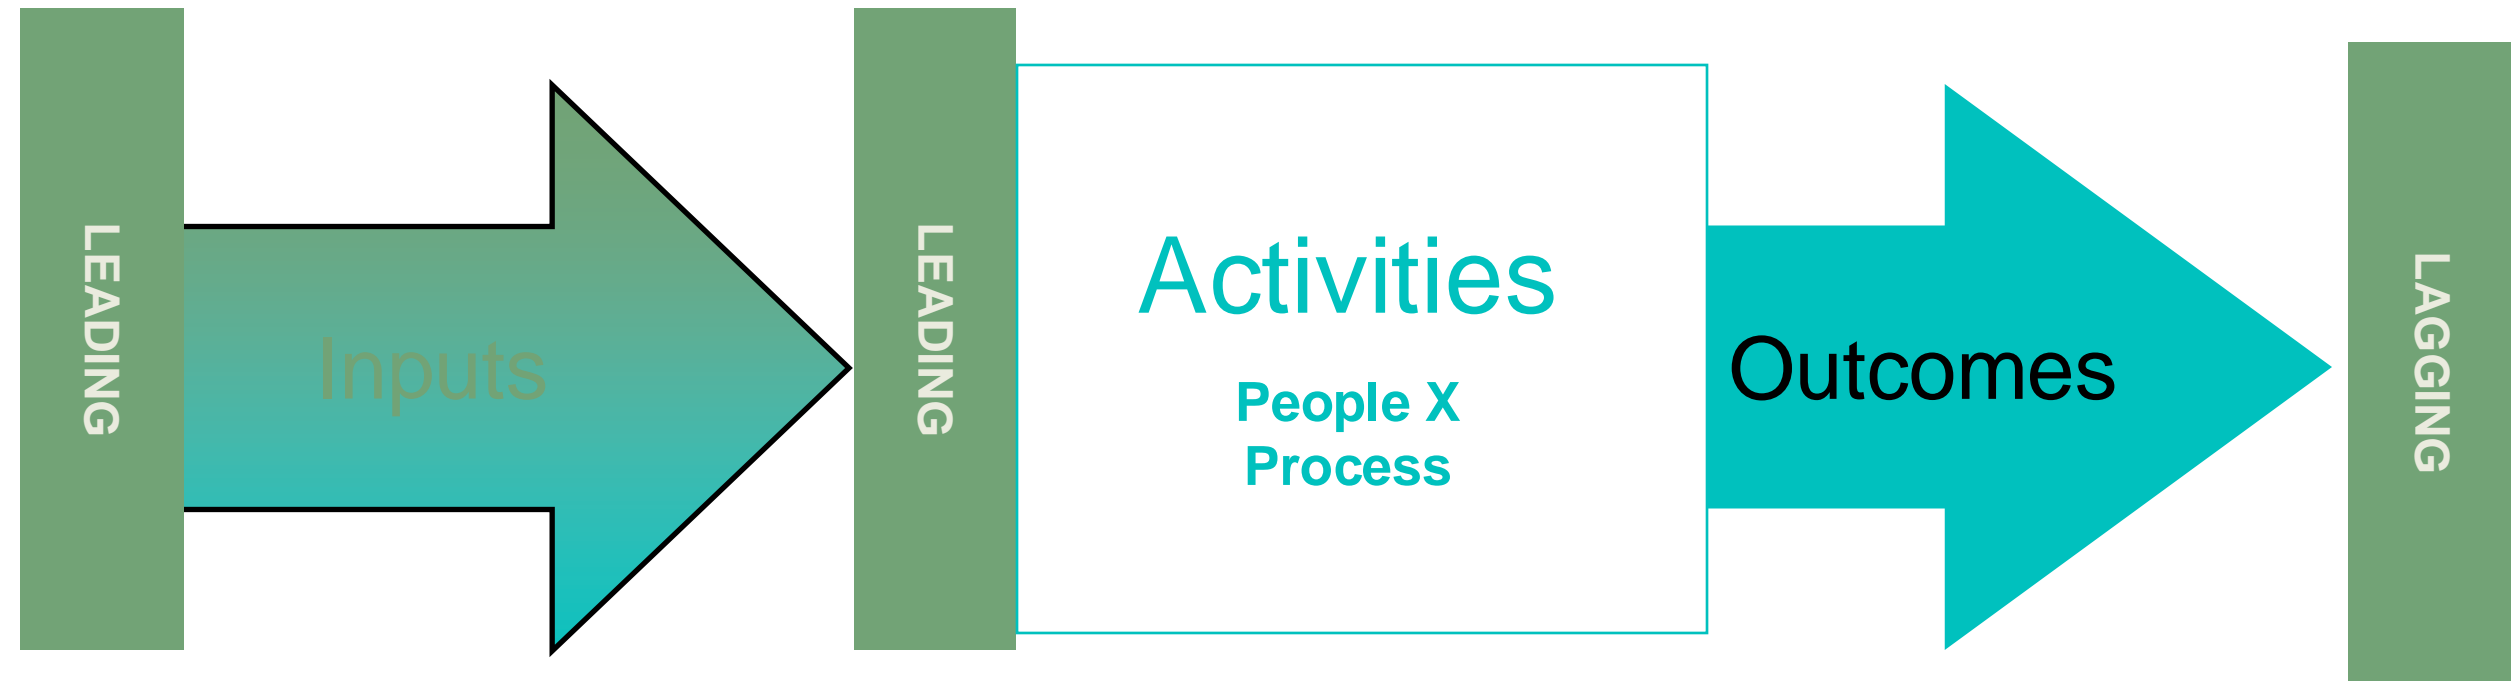 LEADING
Inputs
LEADING
Activities
People X
Process
Outcomes
LAGGING